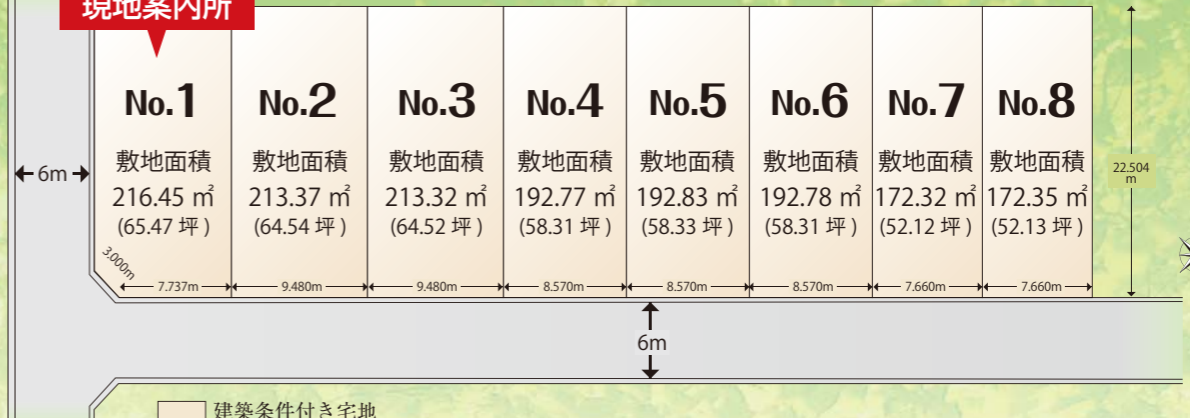 現地案内所
No.1
敷地面積
216.45 ㎡
(65.47 坪 )
No.2
敷地面積
213.37 ㎡
(64.54 坪 )
No.3
敷地面積
213.32 ㎡
(64.52 坪 )
No.4
敷地面積
192.77 ㎡
(58.31 坪 )
No.5
敷地面積
192.83 ㎡
(58.33 坪 )
No.6
敷地面積
192.78 ㎡
(58.31 坪 )
No.7
敷地面積
172.32 ㎡
(52.12 坪 )
No.8
敷地面積
172.35 ㎡
(52.13 坪 )
6m
22.504
m
3.000m
7.737m
9.480m
9.480m
8.570m
8.570m
8.570m
7.660m
7.660m
6m
建築条件付き宅地